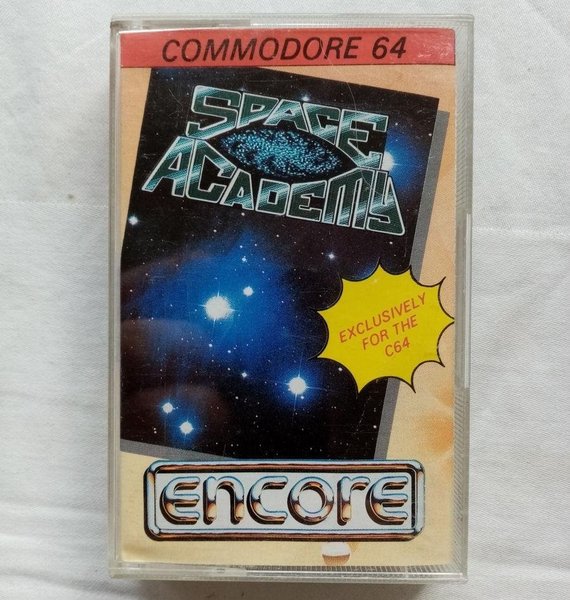 COMMODORE 64
SPACE
ACADEMY
EXCLUSIVELY
FOR THE
C64
encore